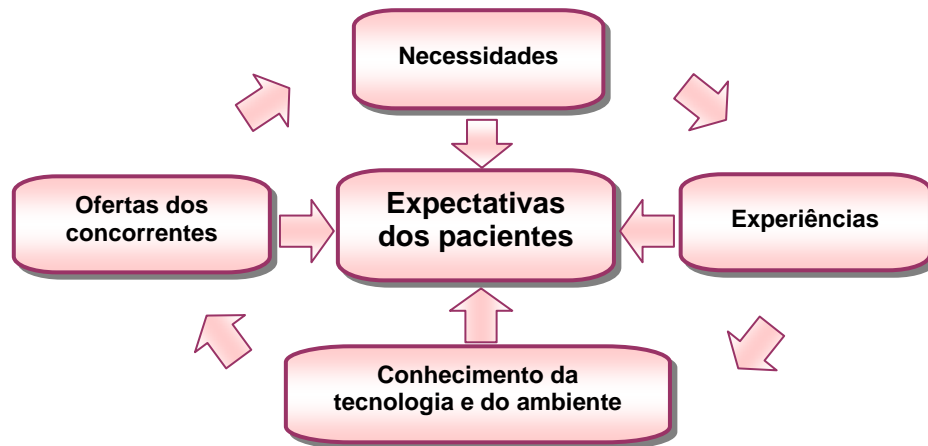 Necessidades
Ofertas dos
concorrentes
Expectativas
dos pacientes
Experiências
Conhecimento da
tecnologia e do ambiente